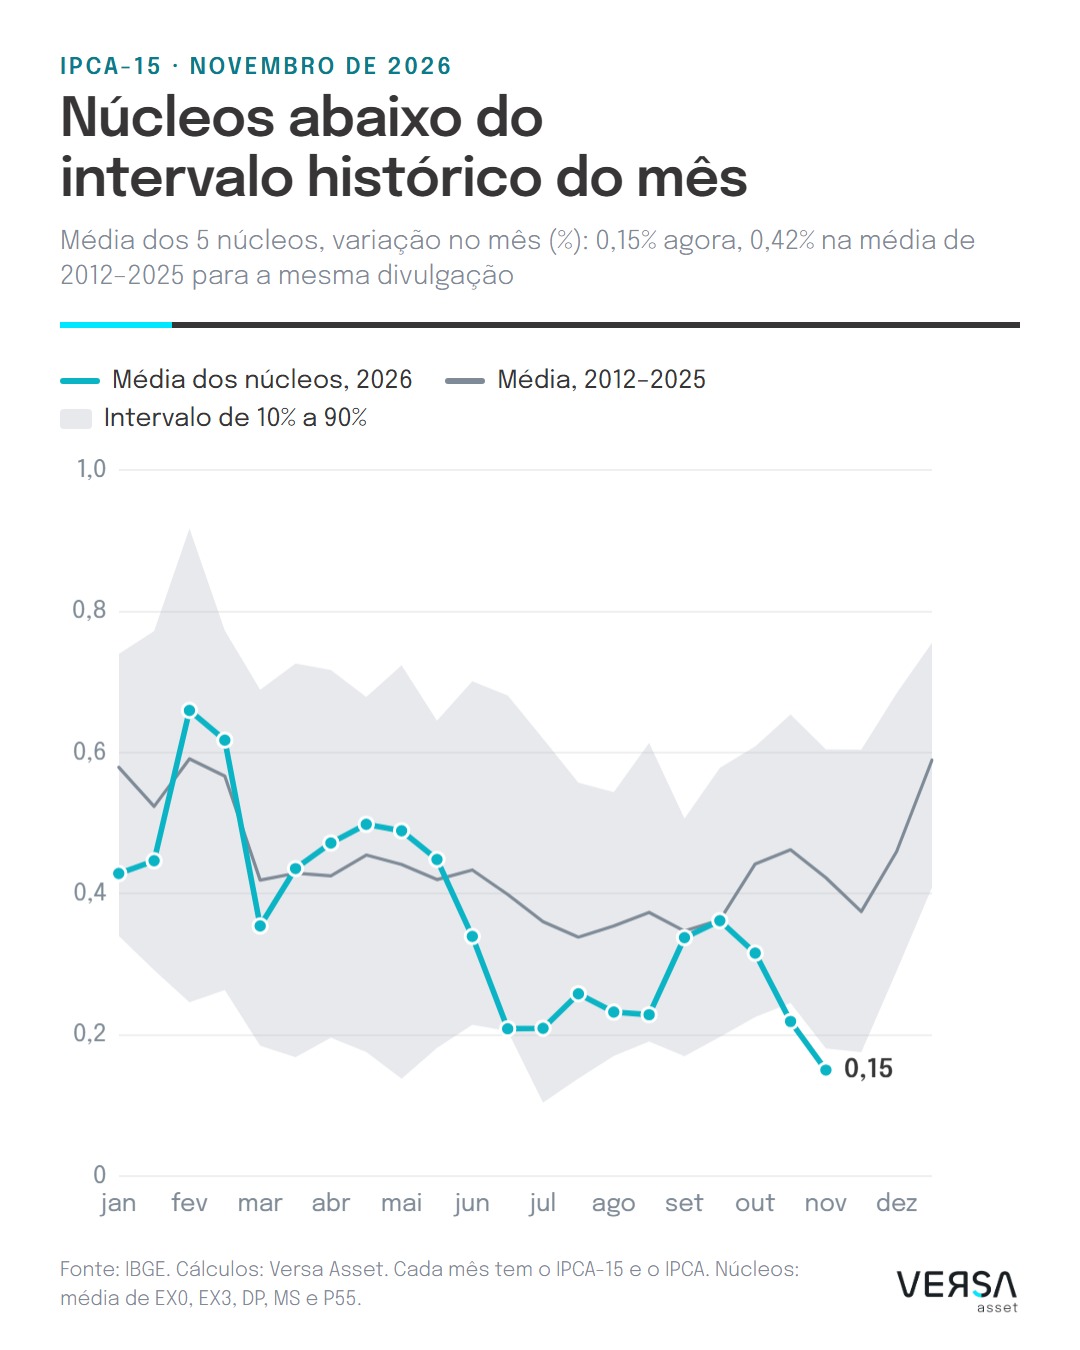 IPCA-15 · NOVEMBRO DE 2026
Núcleos abaixo do
intervalo histórico do mês
Média dos 5 núcleos, variação no mês (%): 0,15% agora, 0,42% na média de
2012–2025 para a mesma divulgação
Média dos núcleos, 2026 Média, 2012–2025
Intervalo de 10% a 90%
1,0
0,8
0,6
0,4
0,2
0,15
0
jan fev mar abr mai jun jul ago set out nov dez
Fonte: IBGE. Cálculos: Versa Asset. Cada mês tem o IPCA-15 e o IPCA. Núcleos:
média de EX0, EX3, DP, MS e P55.
VERSA
asset